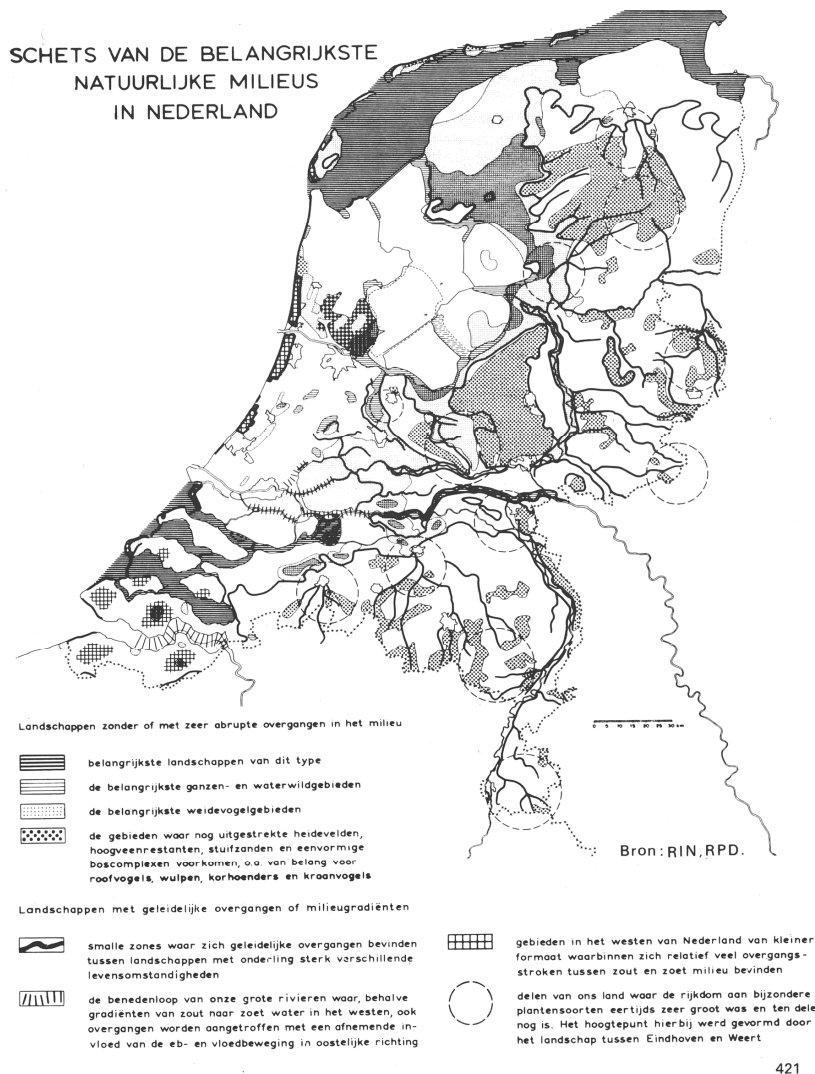 SCHETS VAN DE BELANGRIJKSTE
NATUURLIJKE MILIEUS
IN NEDERLAND
0 5 10 15 20 25 30 km
Landschappen zonder of met zeer abrupte overgangen in het milieu
belangrijkste landschappen van dit type
de belangrijkste ganzen- en waterwildgebieden
de belangrijkste weidevogelgebieden
de gebieden waar nog uitgestrekte heidevelden,
hoogveenrestanten, stuifzanden en eenvormige
boscomplexen voorkomen, o.a. van belang voor
roofvogels, wulpen, korhoenders en kraanvogels
Bron: RIN, RPD.
Landschappen met geleidelijke overgangen of milieugradiënten
smalle zones waar zich geleidelijke overgangen bevinden
tussen landschappen met onderling sterk verschillende
levensomstandigheden
de benedenloop van onze grote rivieren waar, behalve
gradiënten van zout naar zoet water in het westen, ook
overgangen worden aangetroffen met een afnemende in-
vloed van de eb- en vloedbeweging in oostelijke richting
gebieden in het westen van Nederland van kleiner
formaat waarbinnen zich relatief veel overgangs-
stroken tussen zout en zoet milieu bevinden
delen van ons land waar de rijkdom aan bijzondere
plantensoorten eertijds zeer groot was en ten dele
nog is. Het hoogtepunt hierbij werd gevormd door
het landschap tussen Eindhoven en Weert
421